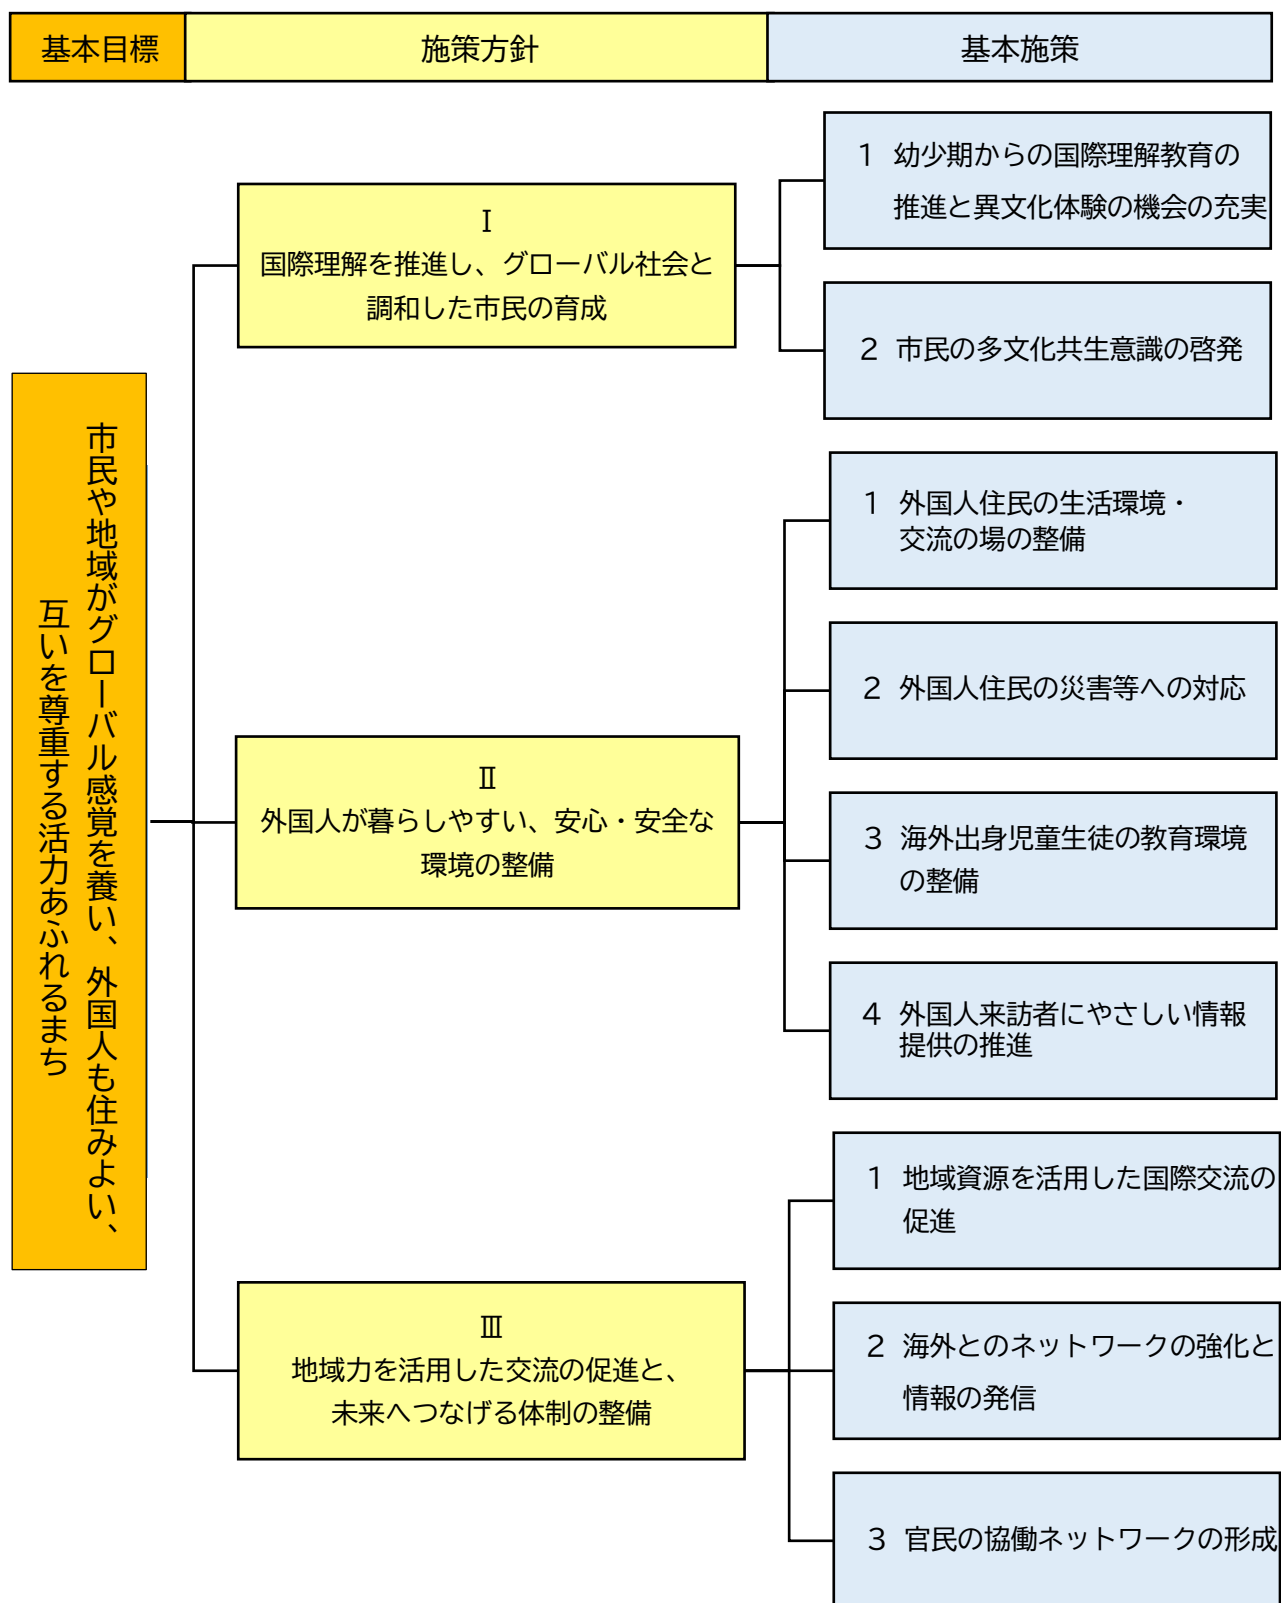 基本目標
施策方針
基本施策
市民や地域がグローバル感覚を養い、外国人も住みよい、
互いを尊重する活力あふれるまち
Ⅰ
国際理解を推進し、グローバル社会と
調和した市民の育成
1 幼少期からの国際理解教育の
推進と異文化体験の機会の充実
2 市民の多文化共生意識の啓発
Ⅱ
外国人が暮らしやすい、安心・安全な
環境の整備
1 外国人住民の生活環境・
交流の場の整備
2 外国人住民の災害等への対応
3 海外出身児童生徒の教育環境
の整備
4 外国人来訪者にやさしい情報
提供の推進
Ⅲ
地域力を活用した交流の促進と、
未来へつなげる体制の整備
1 地域資源を活用した国際交流の
促進
2 海外とのネットワークの強化と
情報の発信
3 官民の協働ネットワークの形成